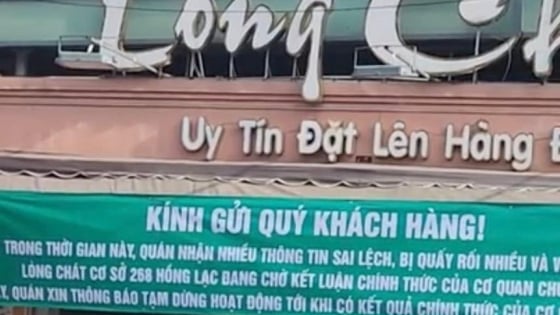 Long Ch
Uy Tín Đặt Lên Hàng Đ
KÍNH GỬI QUÝ KHÁCH HÀNG!
TRONG THỜI GIAN NÀY, QUÁN NHẬN NHIỀU THÔNG TIN SAI LỆCH, BỊ QUẤY RỐI NHIỀU VÀ V
LÒNG CHÁT CƠ SỞ 268 HỒNG LẠC ĐANG CHỜ KẾT LUẬN CHÍNH THỨC CỦA CƠ QUAN CH
Y, QUÁN XIN THÔNG BÁO TẠM DỪNG HOẠT ĐỘNG TỚI KHI CÓ KẾT QUẢ CHÍNH THỨC CỦA C